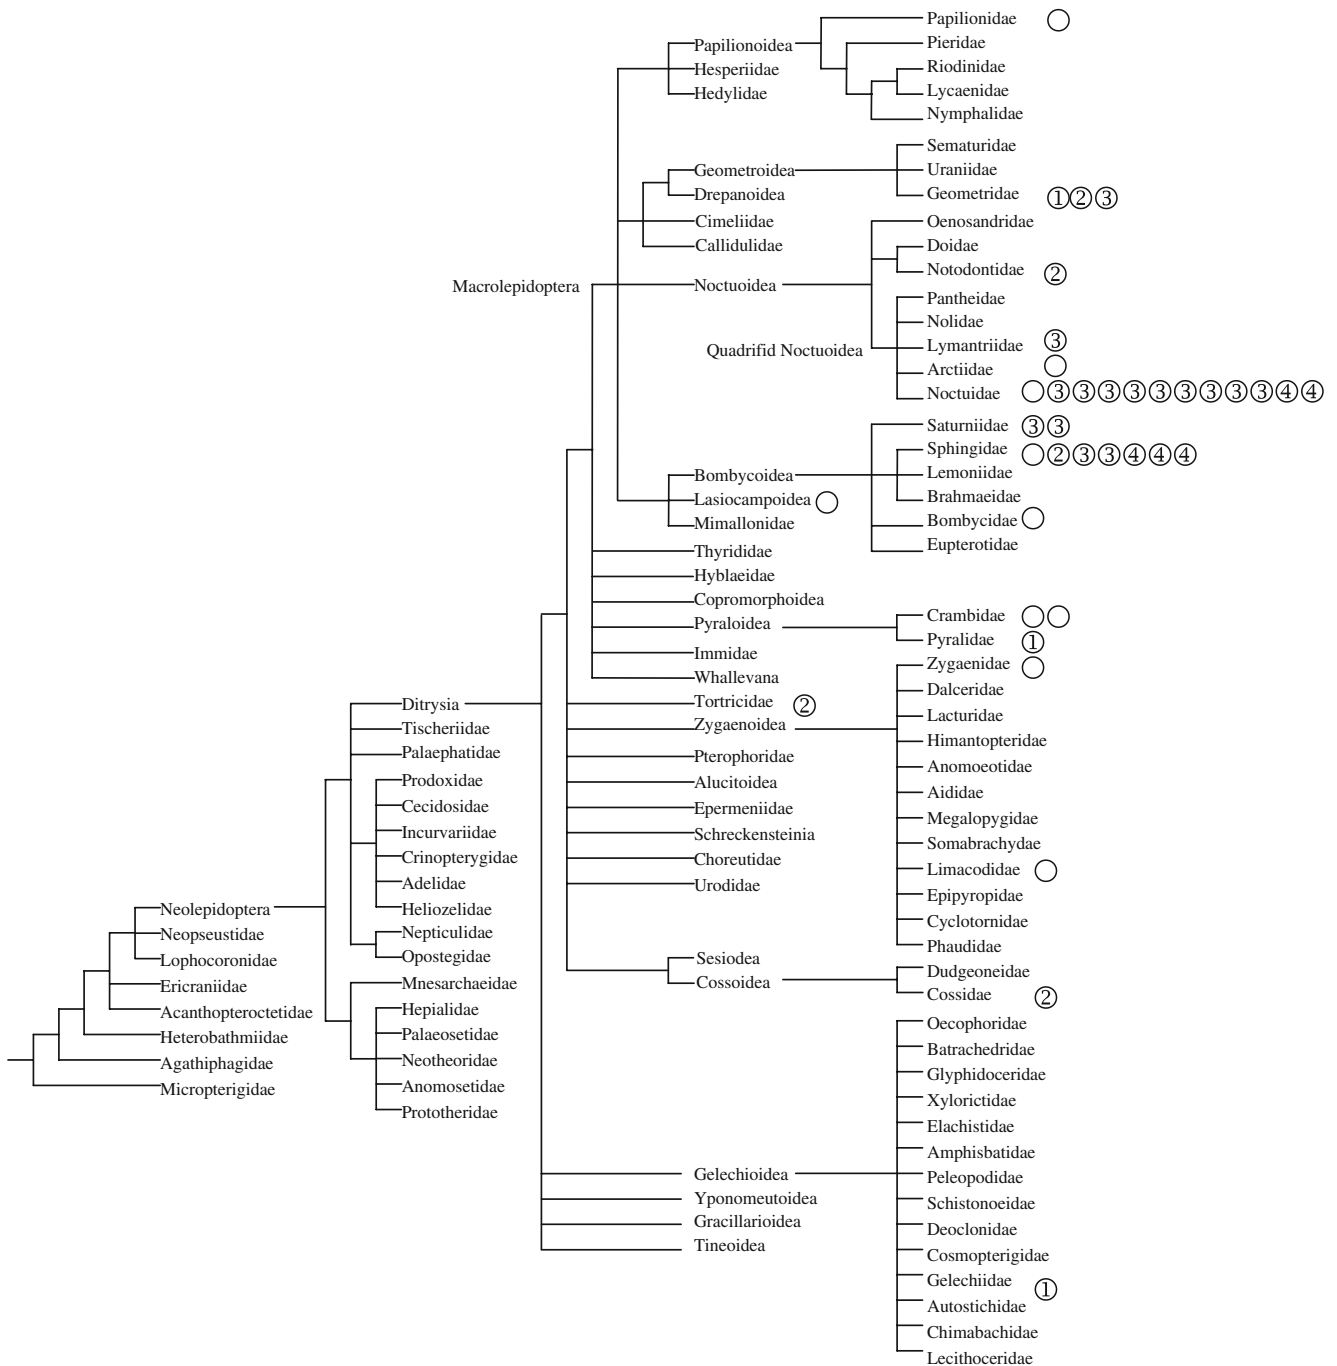 Papilionidae ○
Papilionoidea
Pieridae
Hesperiidae
Riodinidae
Hedylidae
Lycaenidae
Nymphalidae
Sematuridae
Geometroidea
Uraniidae
Drepanoidea
Geometridae ①②③
Cimeliidae
Oenosandridae
Callidulidae
Doidae
Notodontidae ②
Macrolepidoptera
Noctuoidea
Pantheidae
Nolidae
Quadrifid Noctuoidea
Lymantriidae ③
Arctiidae ○
Noctuidae ○③③③③③③③③③④④
Saturniidae ③③
Sphingidae ○②③③④④④
Bombycoidea
Lemoniidae
Lasiocampoidea ○
Brahmaeidae
Mimallonidae
Bombycidae ○
Eupterotidae
Thyrididae
Hyblaeidae
Copromorphoidea
Crambidae ○○
Pyraloidea
Pyralidae ①
Immidae
Zygaenidae ○
Whallevana
Dalceridae
Ditrysia
Tortricidae ②
Lacturidae
Tischeriidae
Zygaenoidea
Himantopteridae
Palaephatidae
Pterophoridae
Anomoeotidae
Prodoxidae
Alucitoidea
Aididae
Cecidosidae
Epermeniidae
Megalopygidae
Incurvariidae
Schreckensteinia
Somabrachydae
Crinopterygidae
Choreutidae
Limacodidae ○
Adelidae
Urodidae
Epipyropidae
Neolepidoptera
Heliozelidae
Cyclotornidae
Neopseustidae
Nepticulidae
Phaudidae
Lophocoronidae
Opostegidae
Sesiodea
Dudgeoneidae
Ericraniidae
Mnesarchaeidae
Cossoidea
Cossidae ②
Acanthopteroctetidae
Hepialidae
Oecophoridae
Heterobathmiidae
Palaeosetidae
Batrachedridae
Agathiphagidae
Neotheoridae
Glyphidoceridae
Micropterigidae
Anomosetidae
Xylorictidae
Prototheridae
Elachistidae
Amphisbatidae
Gelechioidea
Peleopodidae
Yponomeutoidea
Schistonoeidae
Gracillarioidea
Deoclonidae
Tineoidea
Cosmopterigidae
Gelechiidae ①
Autostichidae
Chimabachidae
Lecithoceridae